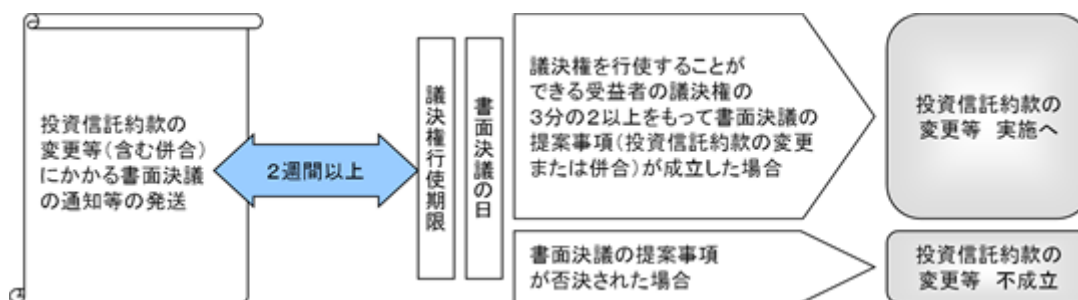 投資信託約款の
変更等(含む併合)
にかかる書面決議
の通知等の発送
2週間以上
議決権行使期限
書面決議の日
議決権を行使することが
できる受益者の議決権の
3分の2以上をもって書面決議の
提案事項(投資信託約款の変更
または併合)が成立した場合
投資信託約款の
変更等 実施へ
書面決議の提案事項
が否決された場合
投資信託約款の
変更等 不成立